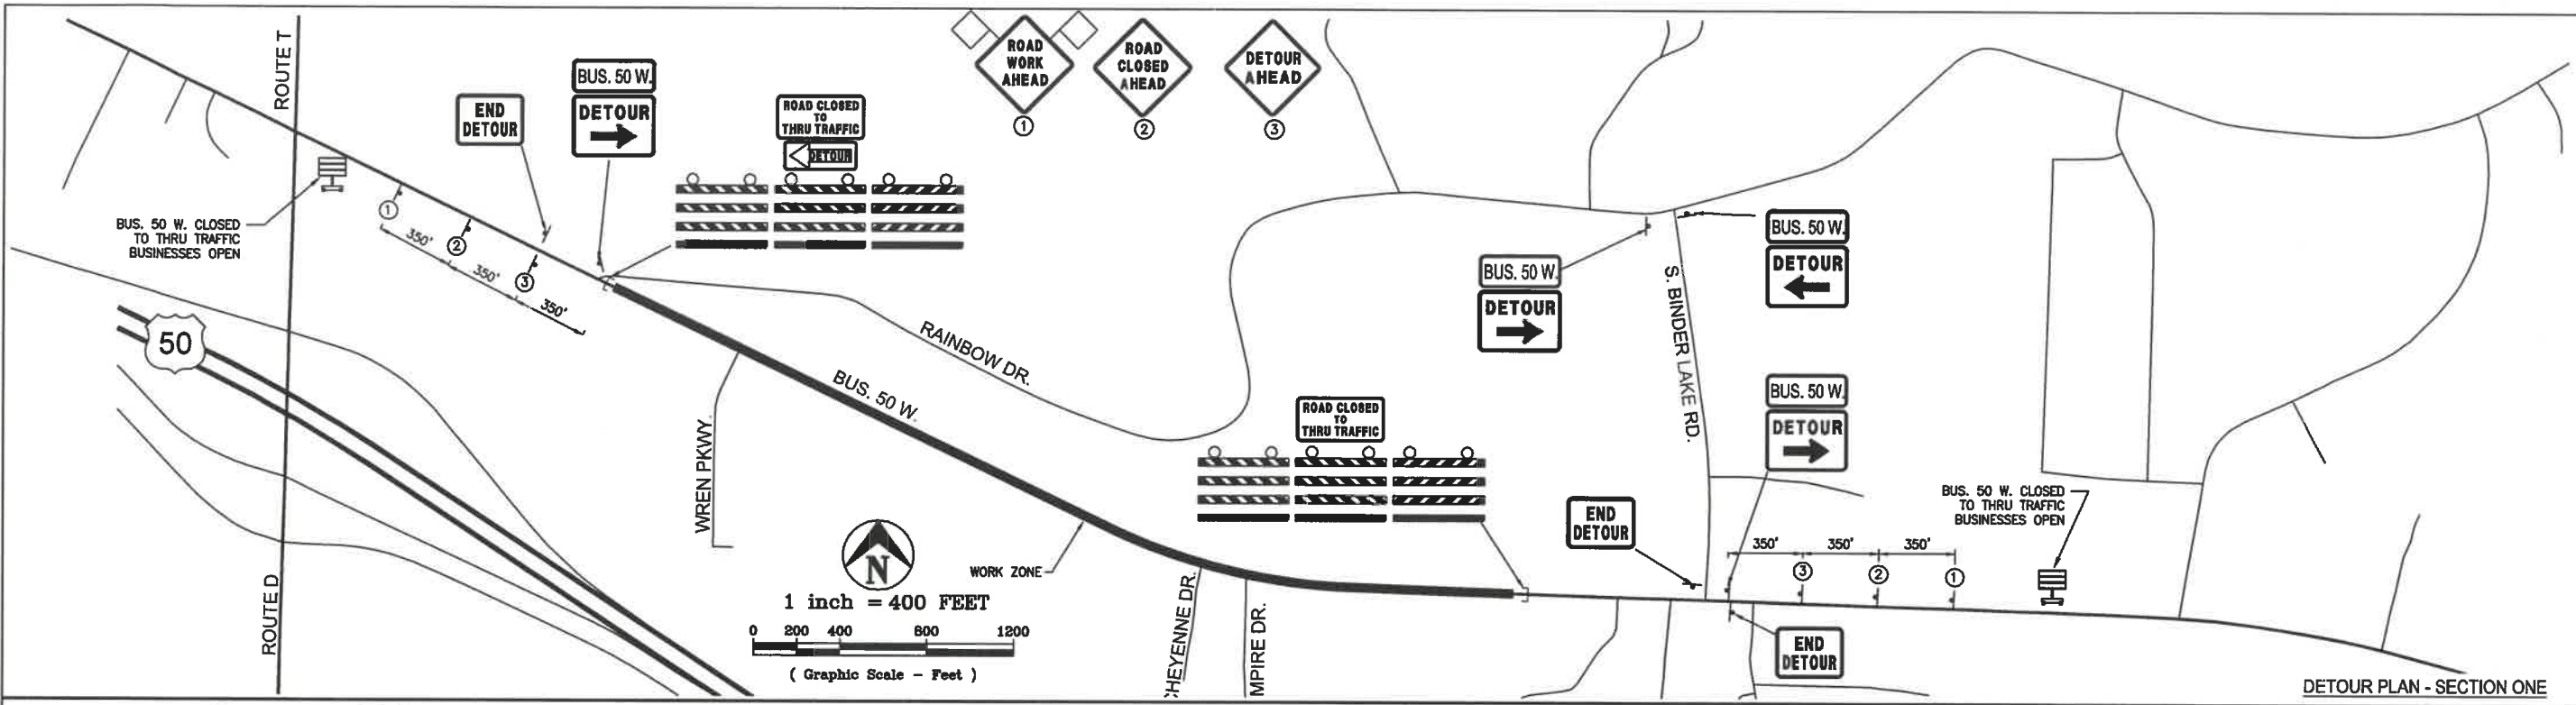 ROUTE T
BUS. 50 W. CLOSED
TO THRU TRAFFIC
BUSINESSES OPEN
1
2
3
350'
350'
350'
END
DETOUR
BUS. 50 W.
DETOUR
ROAD CLOSED
TO
THRU TRAFFIC
DETOUR
ROAD
WORK
AHEAD
1
ROAD
CLOSED
AHEAD
2
DETOUR
AHEAD
3
50
ROUTE D
RAINBOW DR.
BUS. 50 W.
WREN PKWY.
N
1 inch = 400 FEET
0 200 400 800 1200
( Graphic Scale - Feet )
WORK ZONE
CHEYENNE DR.
MPIRE DR.
ROAD CLOSED
TO
THRU TRAFFIC
BUS. 50 W.
DETOUR
S. BINDER LAKE RD.
BUS. 50 W.
DETOUR
BUS. 50 W.
DETOUR
END
DETOUR
350'
350'
350'
3
2
1
BUS. 50 W. CLOSED
TO THRU TRAFFIC
BUSINESSES OPEN
END
DETOUR
DETOUR PLAN - SECTION ONE